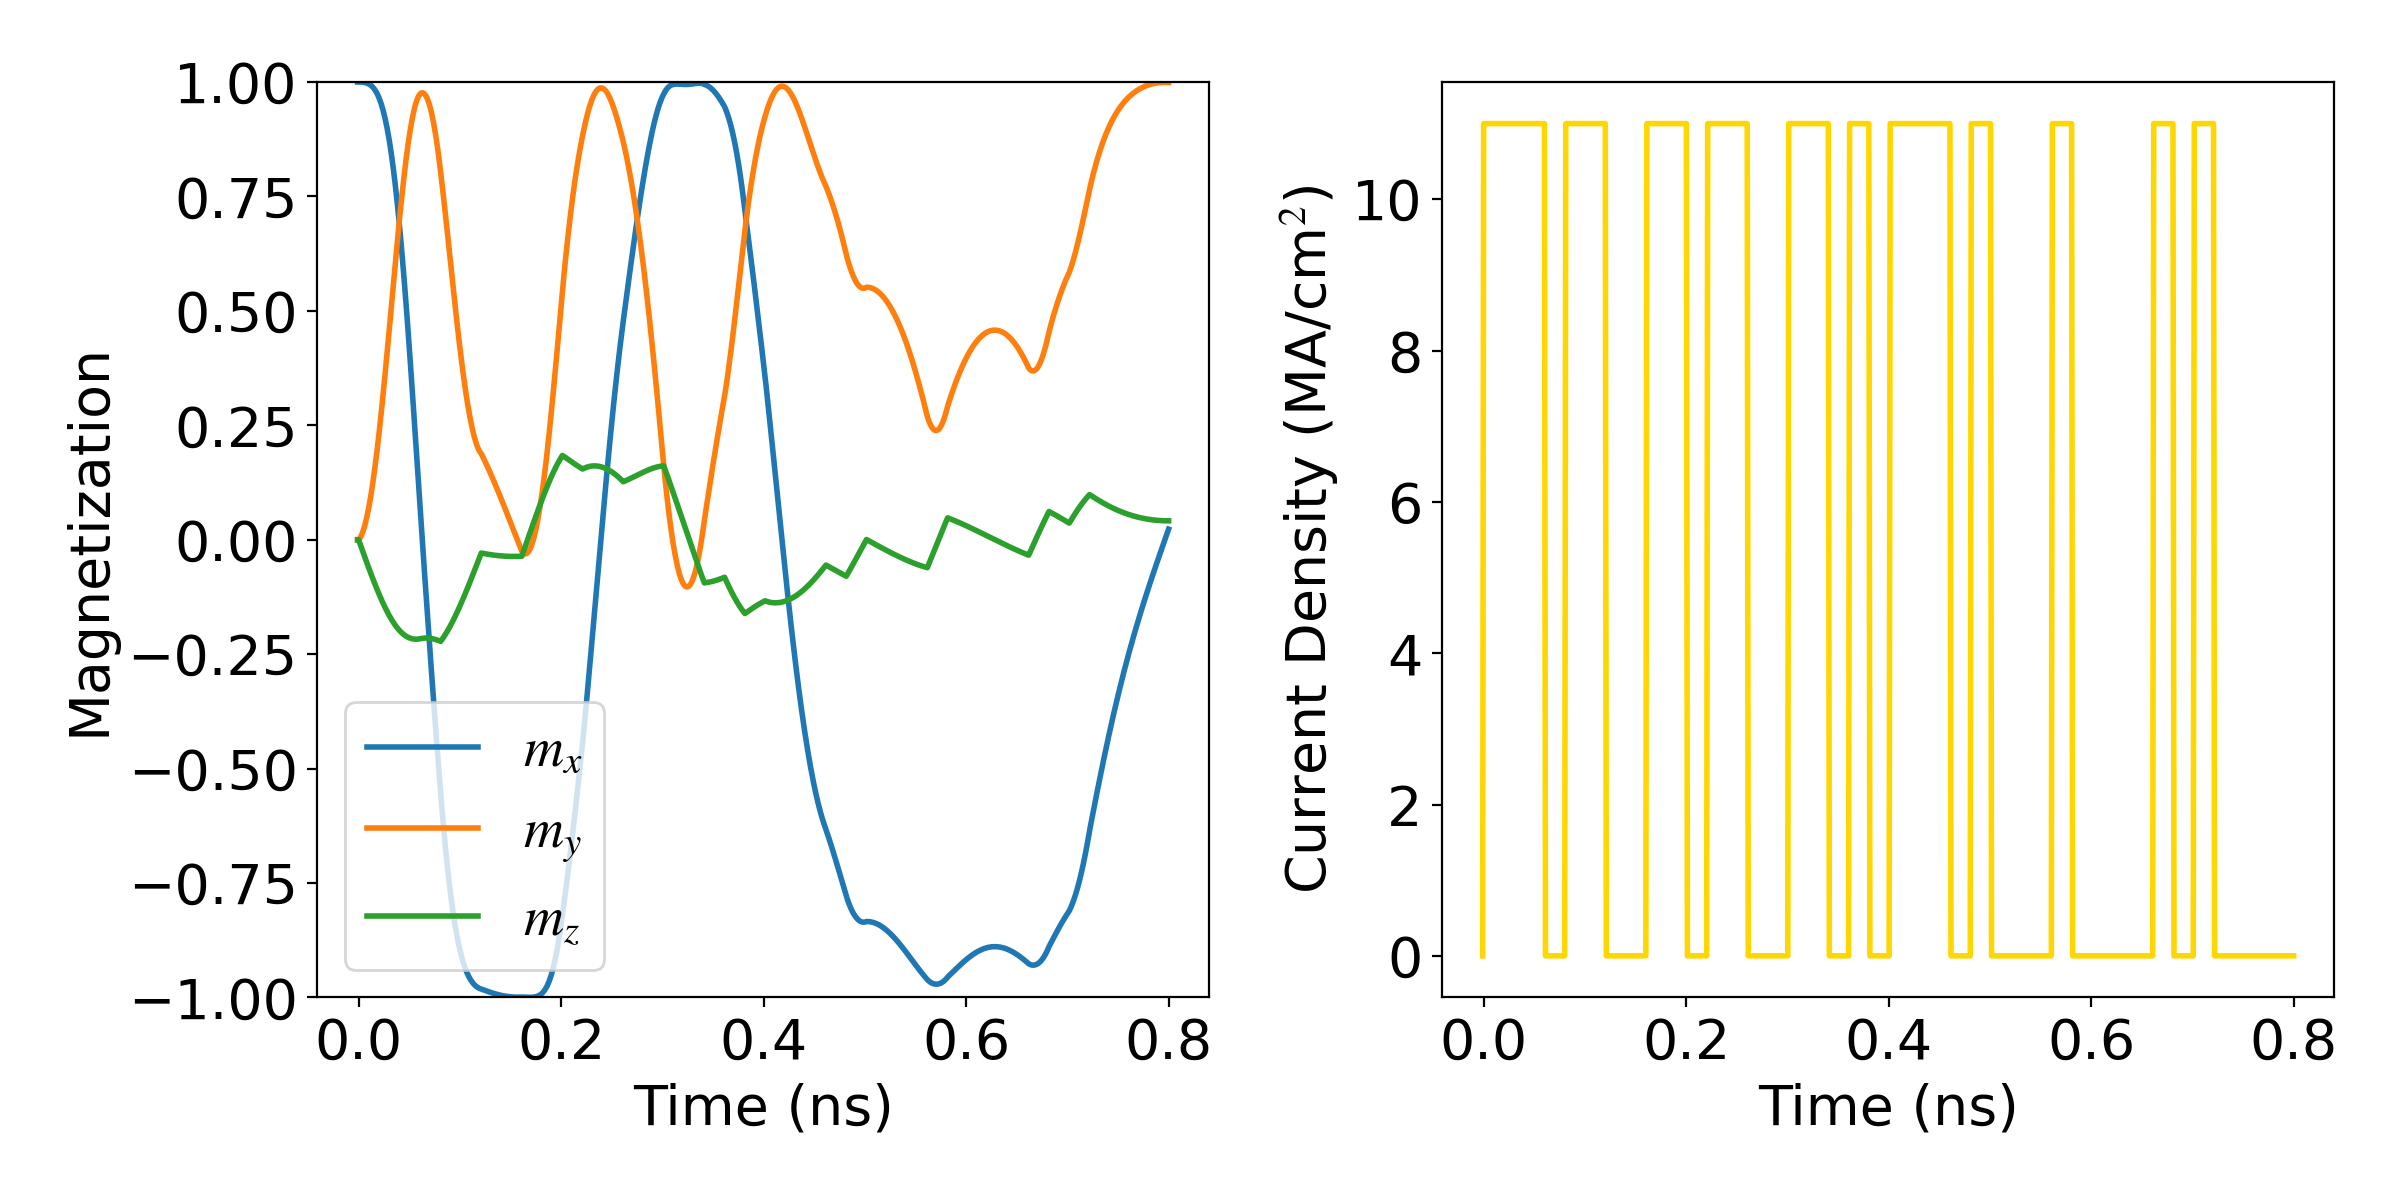 1.00
0.75
0.50
0.25
0.00
−0.25
−0.50
−0.75
−1.00
Magnetization
m_x
m_y
m_z
0.0 0.2 0.4 0.6 0.8
Time (ns)
10
8
6
4
2
0
Current Density (MA/cm²)
0.0 0.2 0.4 0.6 0.8
Time (ns)